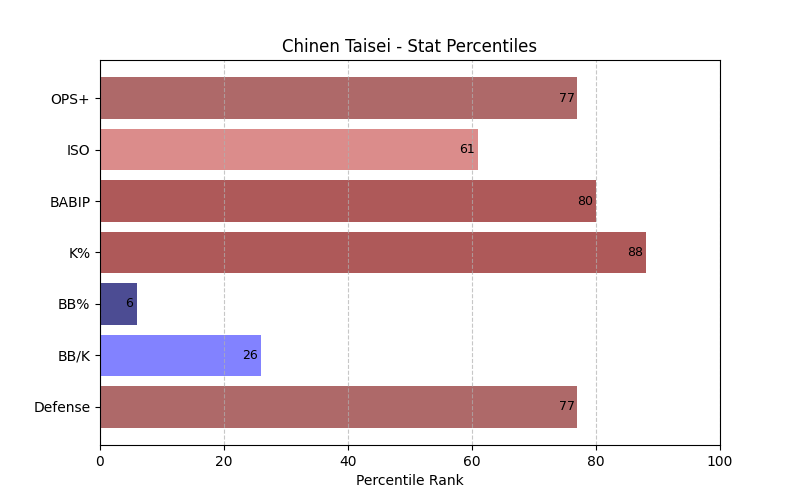 Chinen Taisei - Stat Percentiles
OPS+ 77
ISO 61
BABIP 80
K% 88
BB% 6
BB/K 26
Defense 77
0 20 40 60 80 100
Percentile Rank